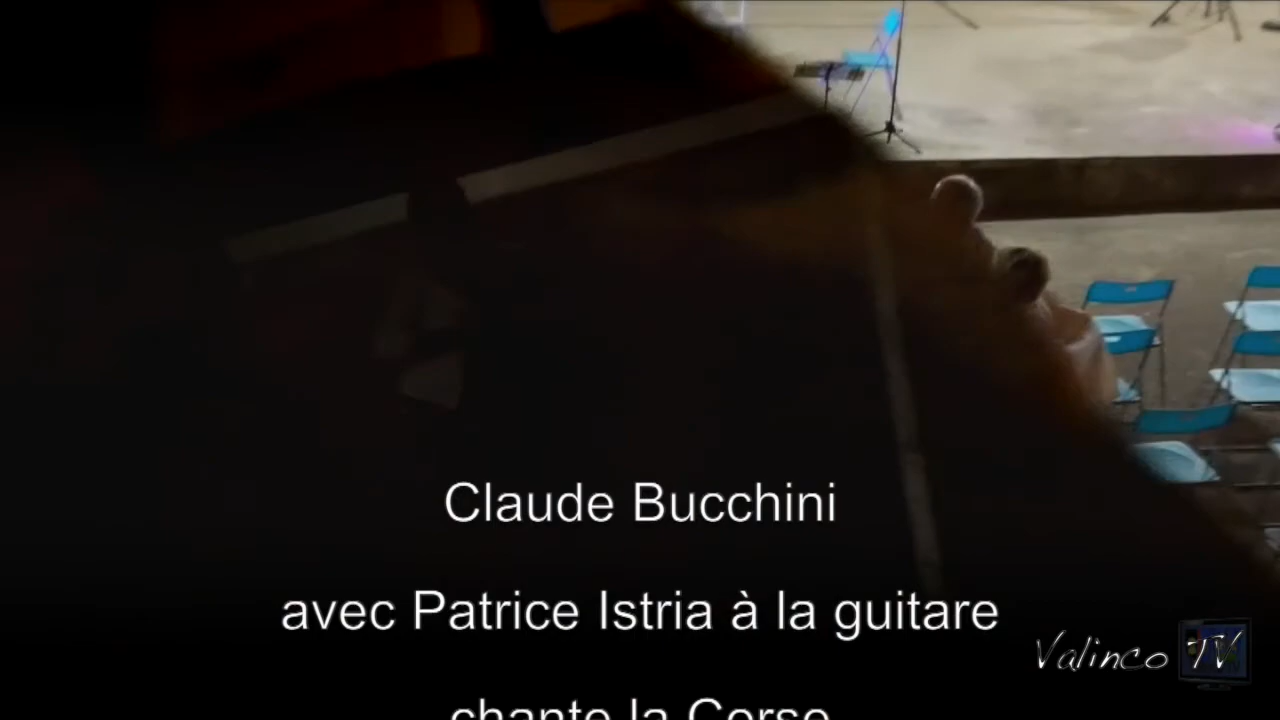 Claude Bucchini
avec Patrice Istria à la guitare
chante la Corse
Valinco TV